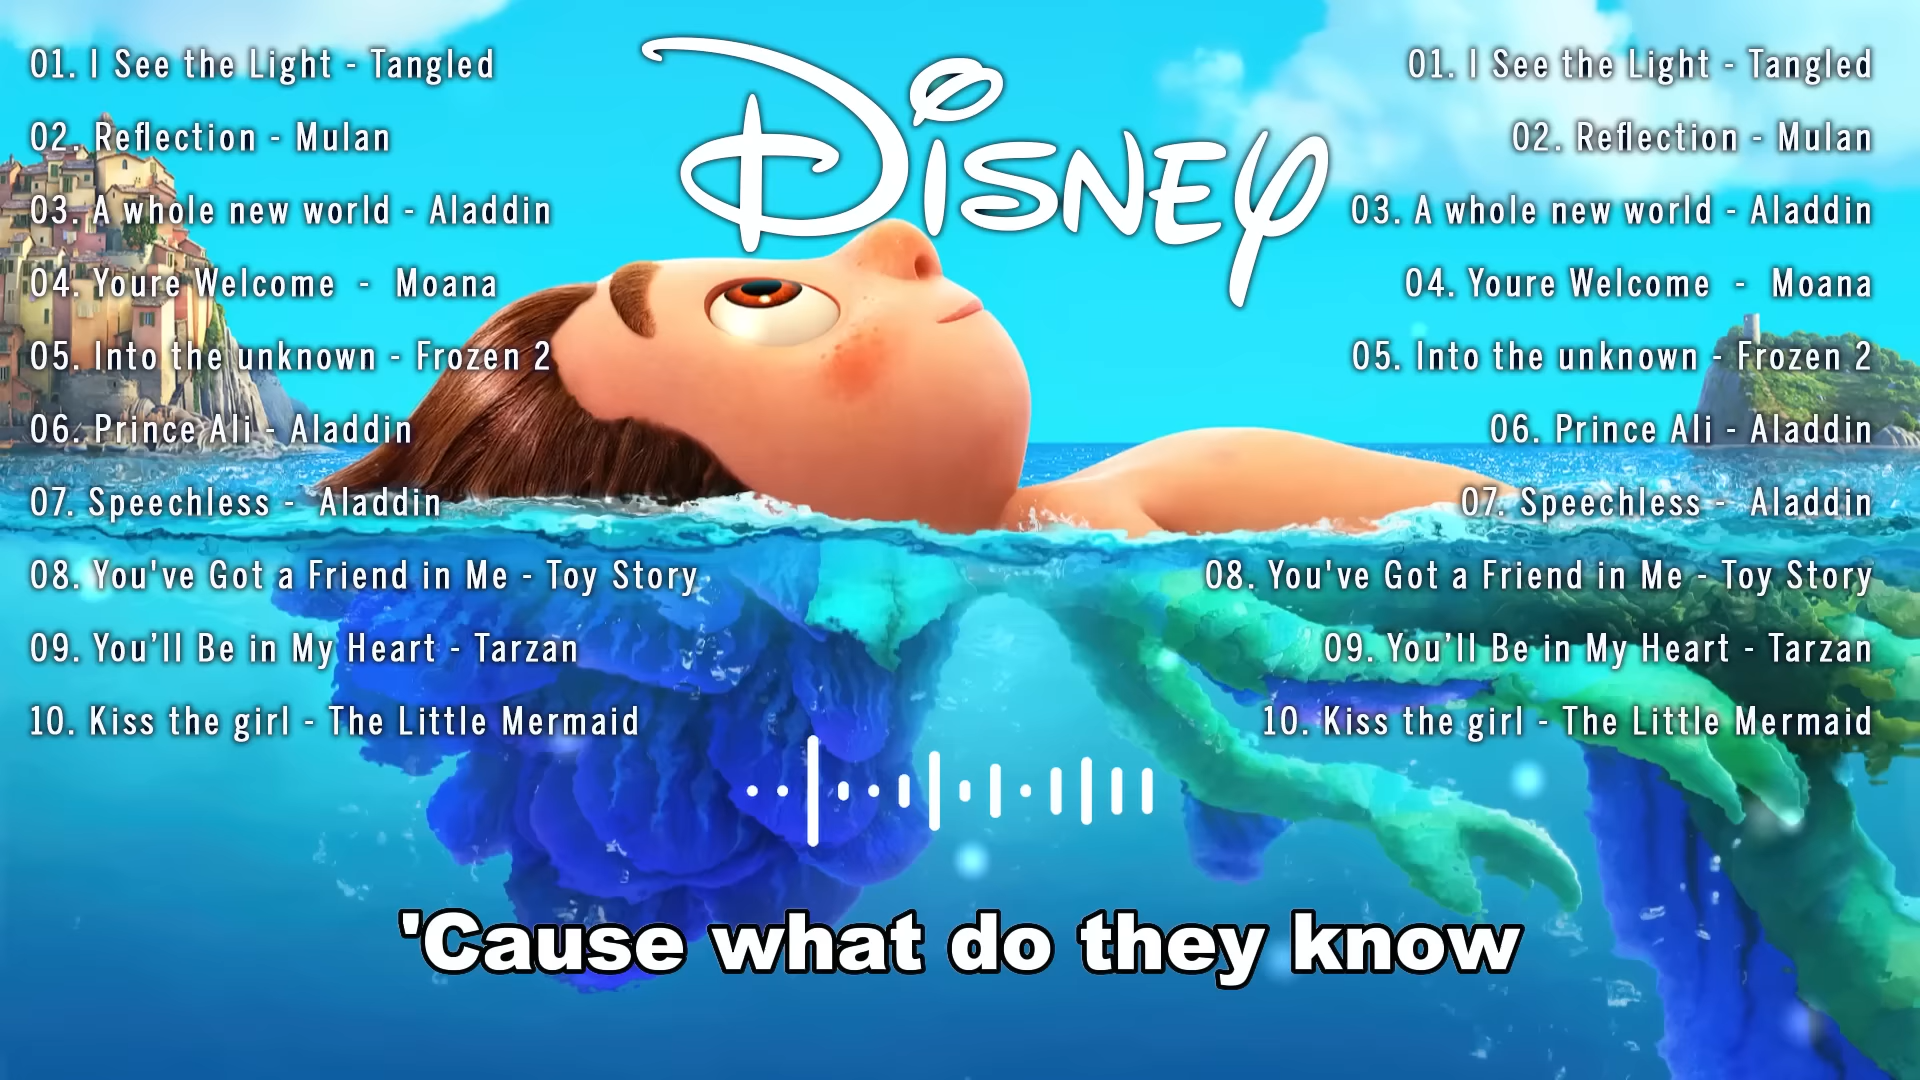 DISNEY
01. I See the Light - Tangled
02. Reflection - Mulan
03. A whole new world - Aladdin
04. Youre Welcome - Moana
05. Into the unknown - Frozen 2
06. Prince Ali - Aladdin
07. Speechless - Aladdin
08. You've Got a Friend in Me - Toy Story
09. You’ll Be in My Heart - Tarzan
10. Kiss the girl - The Little Mermaid
01. I See the Light - Tangled
02. Reflection - Mulan
03. A whole new world - Aladdin
04. Youre Welcome - Moana
05. Into the unknown - Frozen 2
06. Prince Ali - Aladdin
07. Speechless - Aladdin
08. You've Got a Friend in Me - Toy Story
09. You’ll Be in My Heart - Tarzan
10. Kiss the girl - The Little Mermaid
'Cause what do they know